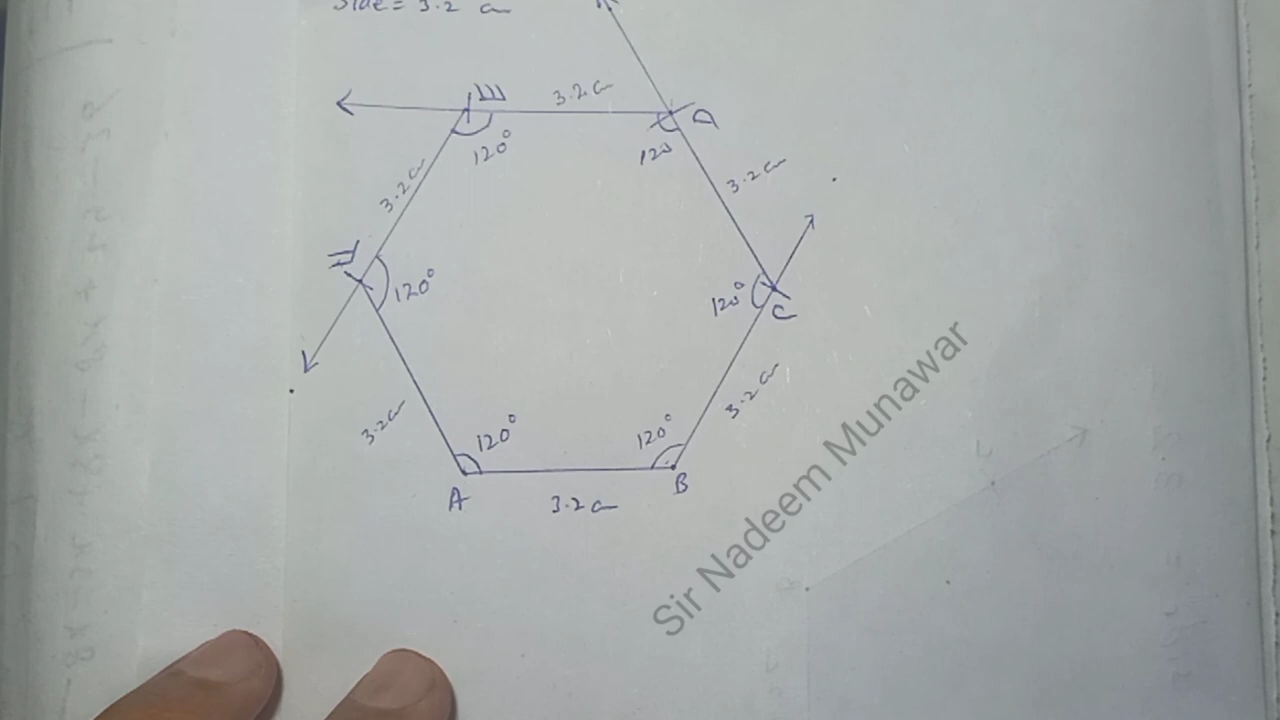 Side = 3.2 cm
E
3.2 cm
D
120°
120
3.2 cm
3.2 cm
F
120°
120°
C
3.2 cm
3.2 cm
120°
120°
A
B
3.2 cm
Sir Nadeem Munawar